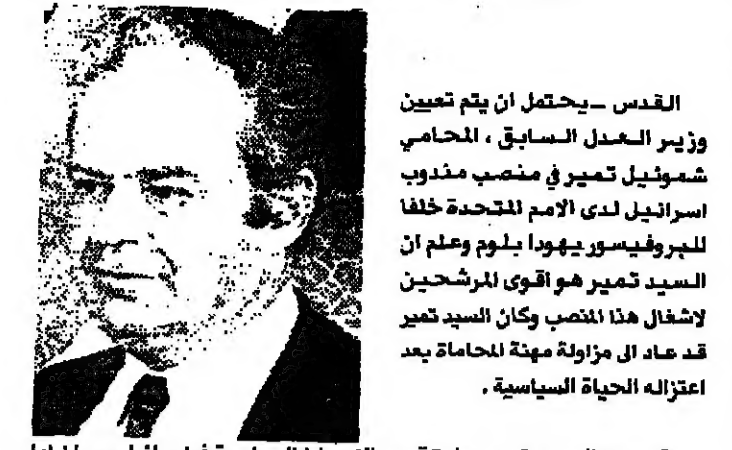 القدس ــ يحتمل ان يتم تعيين
وزير العدل السابق ، المحامي
شموئيل تمير في منصب مندوب
اسرائيل لدى الامم المتحدة خلفا
للبروفيسور يهودا بلوم وعلم ان
السيد تمير هو اقوى المرشحين
لاشغال هذا المنصب وكان السيد تمير
قد عاد الى مزاولة مهنة المحاماة بعد
اعتزاله الحياة السياسية .